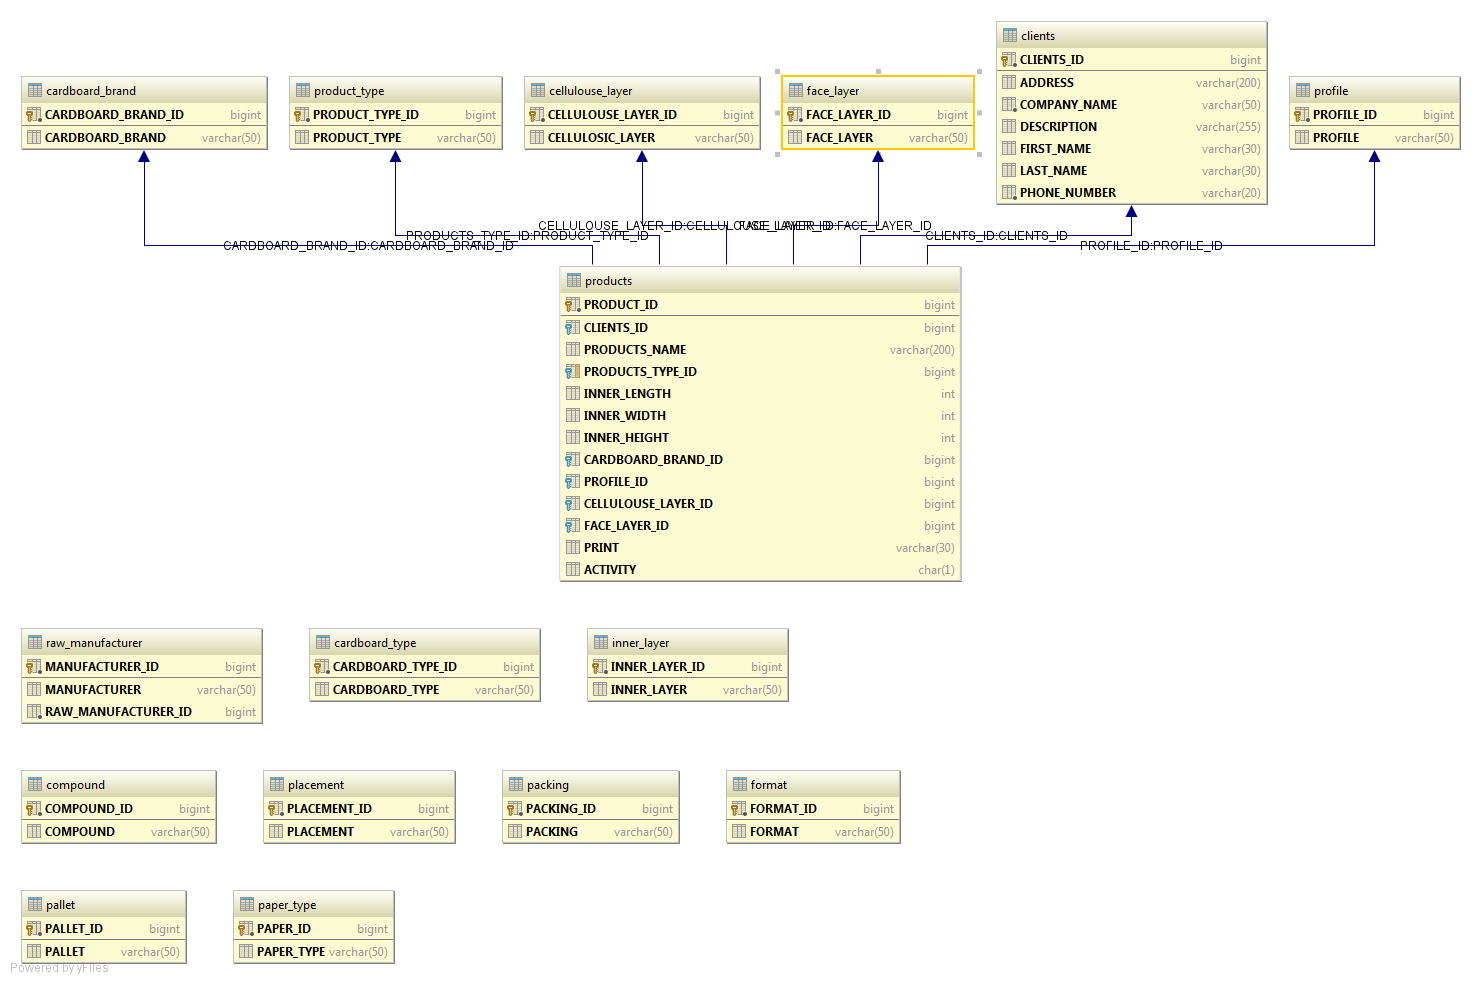 clients
CLIENTS_ID bigint
ADDRESS varchar(200)
COMPANY_NAME varchar(50)
DESCRIPTION varchar(255)
FIRST_NAME varchar(30)
LAST_NAME varchar(30)
PHONE_NUMBER varchar(20)
cardboard_brand
CARDBOARD_BRAND_ID bigint
CARDBOARD_BRAND varchar(50)
product_type
PRODUCT_TYPE_ID bigint
PRODUCT_TYPE varchar(50)
cellulouse_layer
CELLULOUSE_LAYER_ID bigint
CELLULOSIC_LAYER varchar(50)
face_layer
FACE_LAYER_ID bigint
FACE_LAYER varchar(50)
profile
PROFILE_ID bigint
PROFILE varchar(50)
CELLULOUSE_LAYER_ID:CELLULOUSE_LAYER_ID
FACE_LAYER_ID:FACE_LAYER_ID
PRODUCTS_TYPE_ID:PRODUCT_TYPE_ID
CLIENTS_ID:CLIENTS_ID
CARDBOARD_BRAND_ID:CARDBOARD_BRAND_ID
PROFILE_ID:PROFILE_ID
products
PRODUCT_ID bigint
CLIENTS_ID bigint
PRODUCTS_NAME varchar(200)
PRODUCTS_TYPE_ID bigint
INNER_LENGTH int
INNER_WIDTH int
INNER_HEIGHT int
CARDBOARD_BRAND_ID bigint
PROFILE_ID bigint
CELLULOUSE_LAYER_ID bigint
FACE_LAYER_ID bigint
PRINT varchar(30)
ACTIVITY char(1)
raw_manufacturer
MANUFACTURER_ID bigint
MANUFACTURER varchar(50)
RAW_MANUFACTURER_ID bigint
cardboard_type
CARDBOARD_TYPE_ID bigint
CARDBOARD_TYPE varchar(50)
inner_layer
INNER_LAYER_ID bigint
INNER_LAYER varchar(50)
compound
COMPOUND_ID bigint
COMPOUND varchar(50)
placement
PLACEMENT_ID bigint
PLACEMENT varchar(50)
packing
PACKING_ID bigint
PACKING varchar(50)
format
FORMAT_ID bigint
FORMAT varchar(50)
pallet
PALLET_ID bigint
PALLET varchar(50)
paper_type
PAPER_ID bigint
PAPER_TYPE varchar(50)
Powered by yFiles